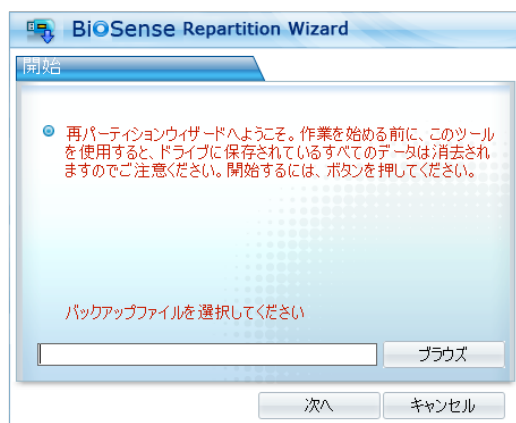 BiOSense Repartition Wizard
開始
再パーティションウィザードへようこそ。作業を始める前に、このツール
を使用すると、ドライブに保存されているすべてのデータは消去され
ますのでご注意ください。開始するには、ボタンを押してください。
バックアップファイルを選択してください
ブラウズ
次へ
キャンセル